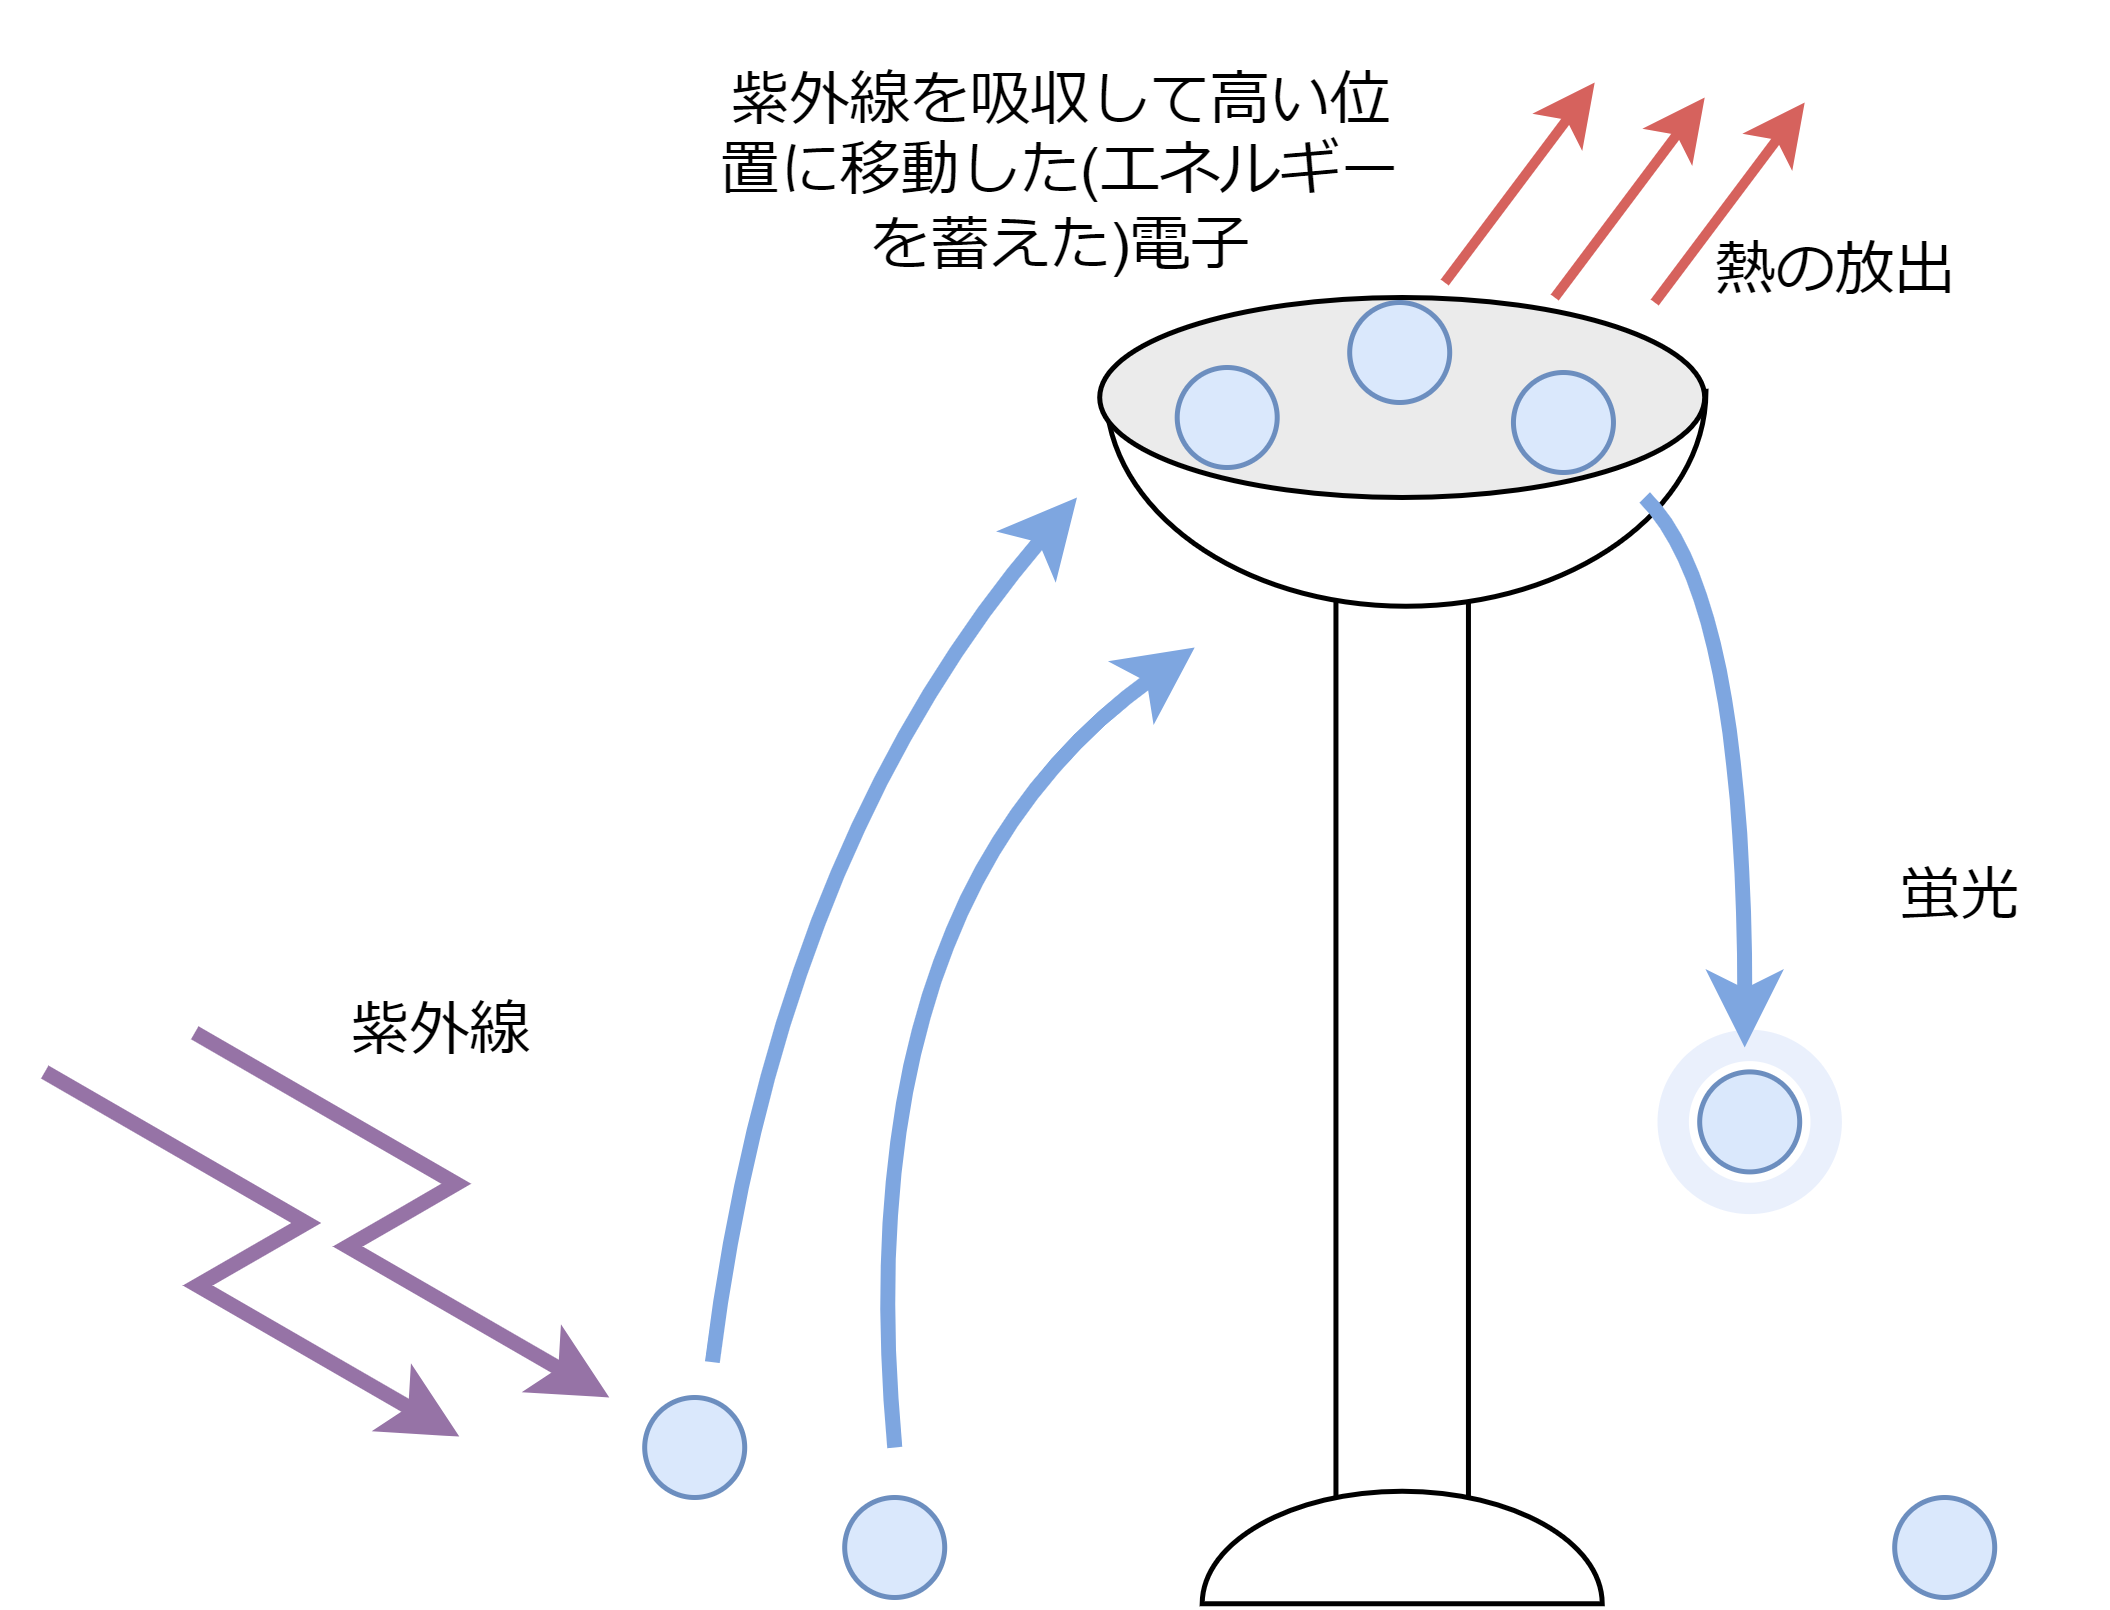 紫外線を吸収して高い位
置に移動した(エネルギー
を蓄えた)電子
熱の放出
蛍光
紫外線